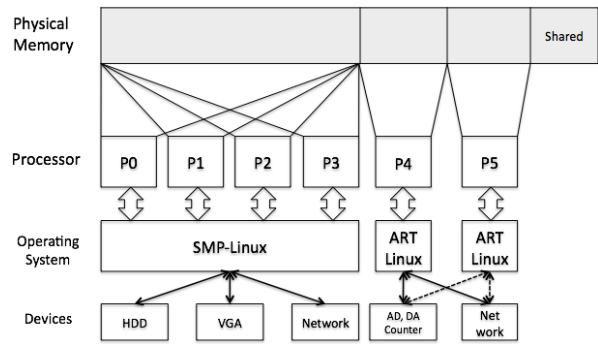 Physical
Memory
Shared
Processor
P0
P1
P2
P3
P4
P5
Operating
System
SMP-Linux
ART
Linux
ART
Linux
Devices
HDD
VGA
Network
AD, DA
Counter
Net
work